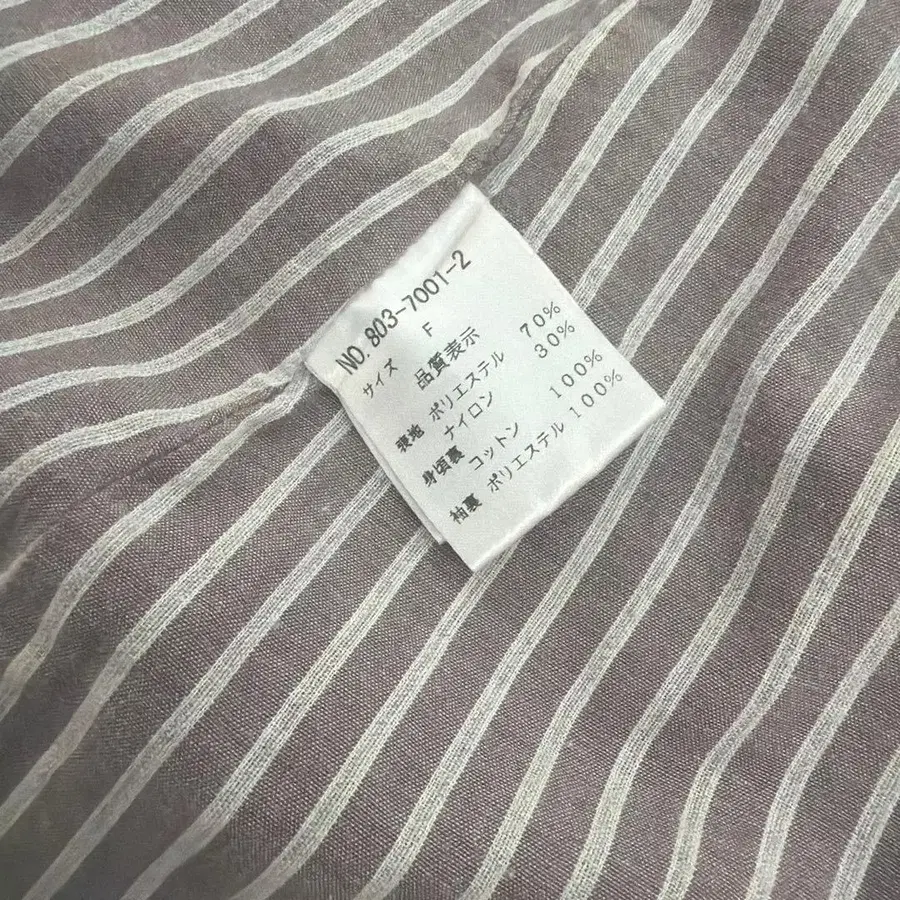 NO. 803-7001-2
サイズ F
品質表示
表地 ポリエステル 70%
ナイロン 30%
身頃裏 コットン 100%
袖裏 ポリエステル 100%